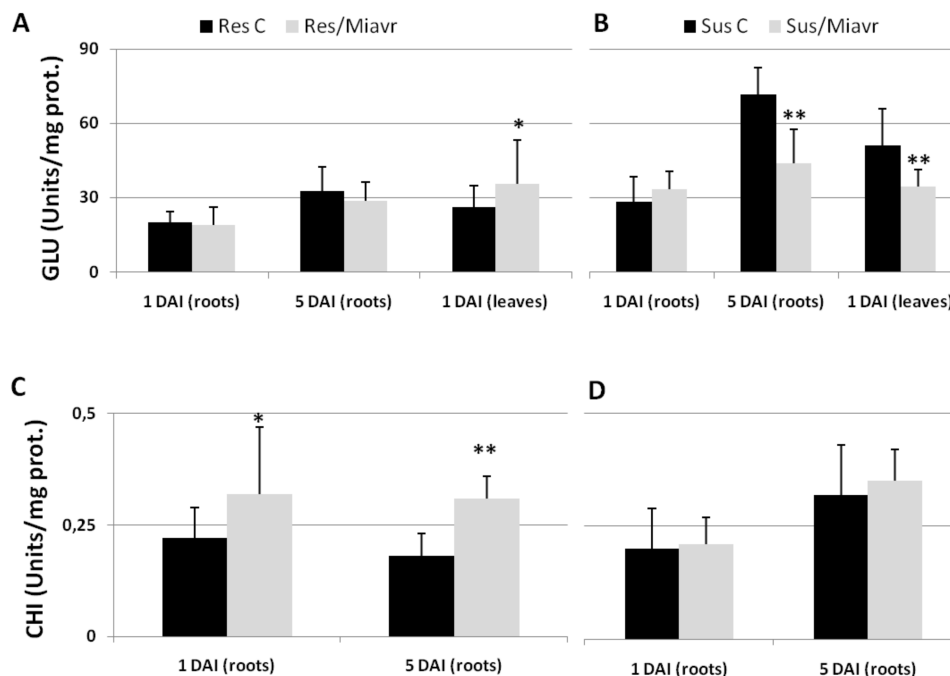 A
Res C Res/Miavr
B
Sus C Sus/Miavr
GLU (Units/mg prot.)
90
60
30
0
*
**
**
1 DAI (roots) 5 DAI (roots) 1 DAI (leaves)
1 DAI (roots) 5 DAI (roots) 1 DAI (leaves)
C
D
CHI (Units/mg prot.)
0,5
0,25
0
*
**
1 DAI (roots) 5 DAI (roots)
1 DAI (roots) 5 DAI (roots)